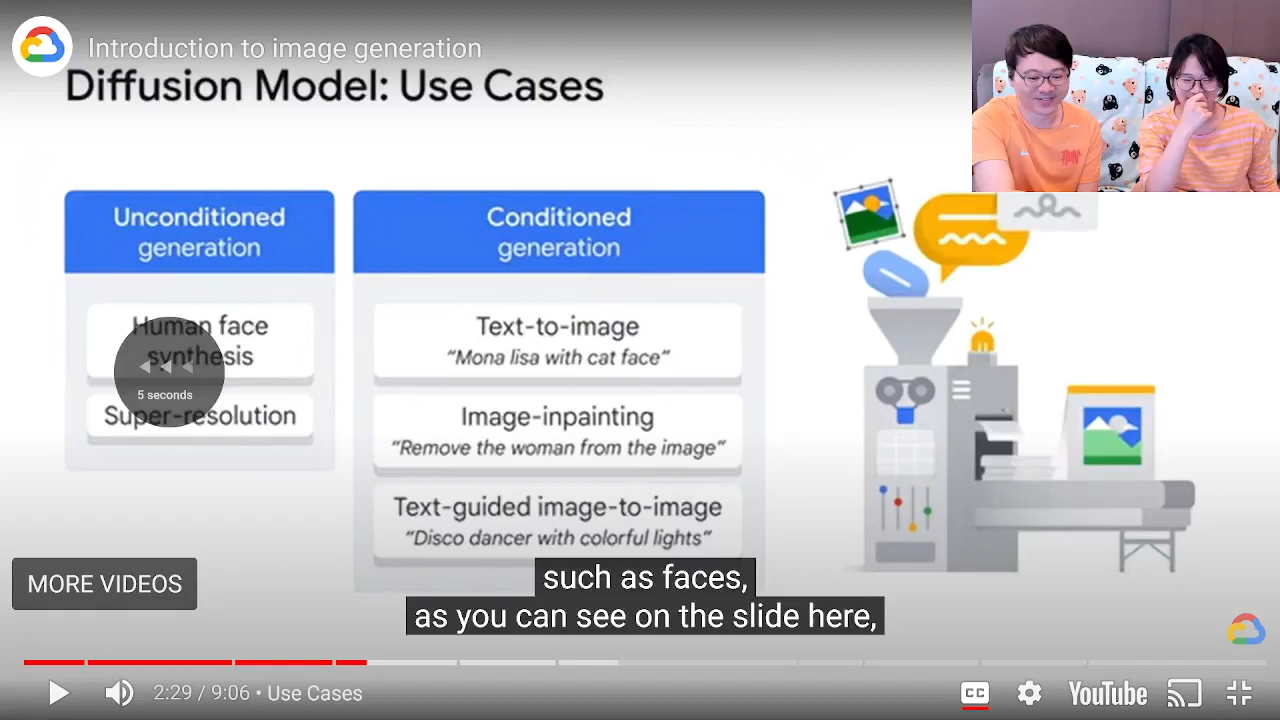 Introduction to image generation
Diffusion Model: Use Cases
Unconditioned
generation
Human face
synthesis
Super-resolution
5 seconds
Conditioned
generation
Text-to-image
“Mona lisa with cat face”
Image-inpainting
“Remove the woman from the image”
Text-guided image-to-image
“Disco dancer with colorful lights”
RUN
MORE VIDEOS
such as faces,
as you can see on the slide here,
2:29 / 9:06 • Use Cases
CC
YouTube